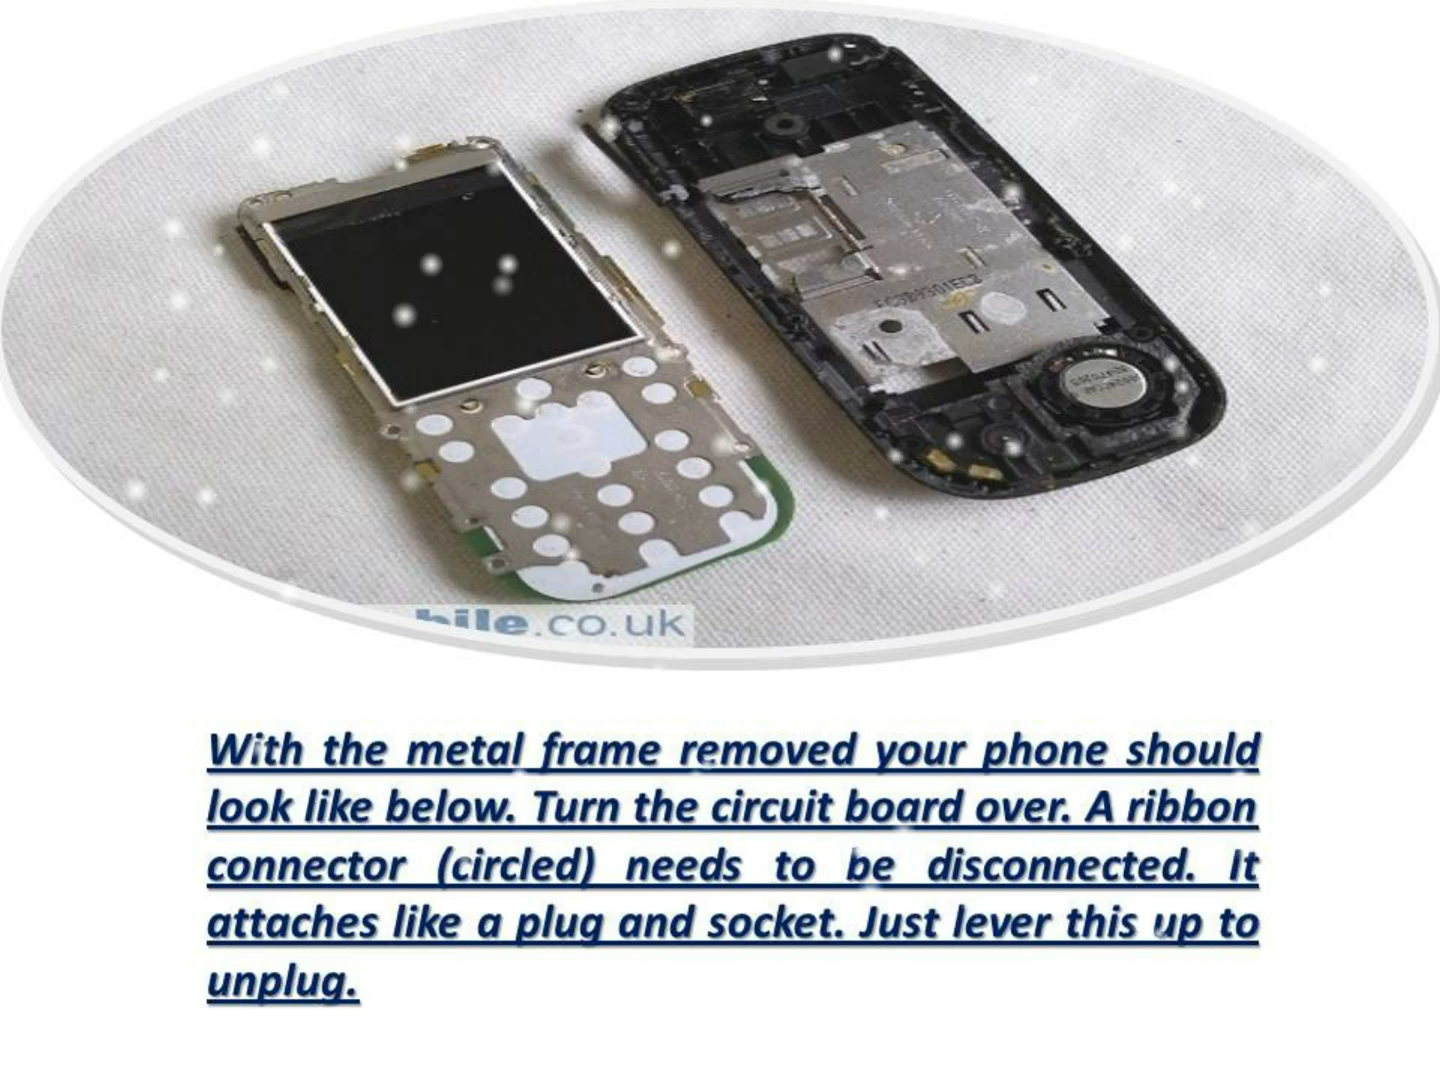 bile.co.uk
With the metal frame removed your phone should
look like below. Turn the circuit board over. A ribbon
connector (circled) needs to be disconnected. It
attaches like a plug and socket. Just lever this up to
unplug.